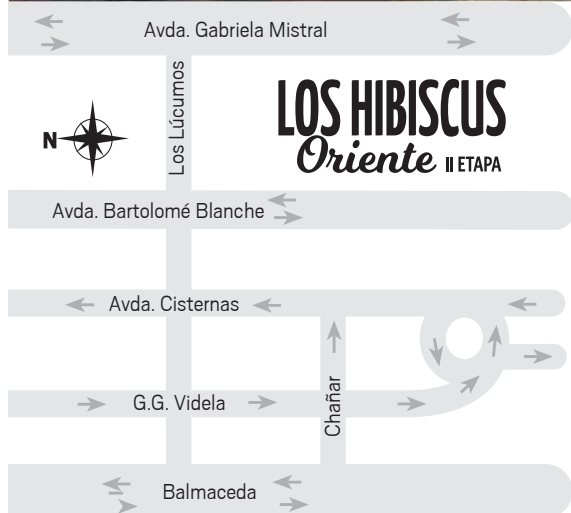 Avda. Gabriela Mistral
Los Lúcumos
LOS HIBISCUS
Oriente II ETAPA
N
Avda. Bartolomé Blanche
Avda. Cisternas
Chañar
G.G. Videla
Balmaceda